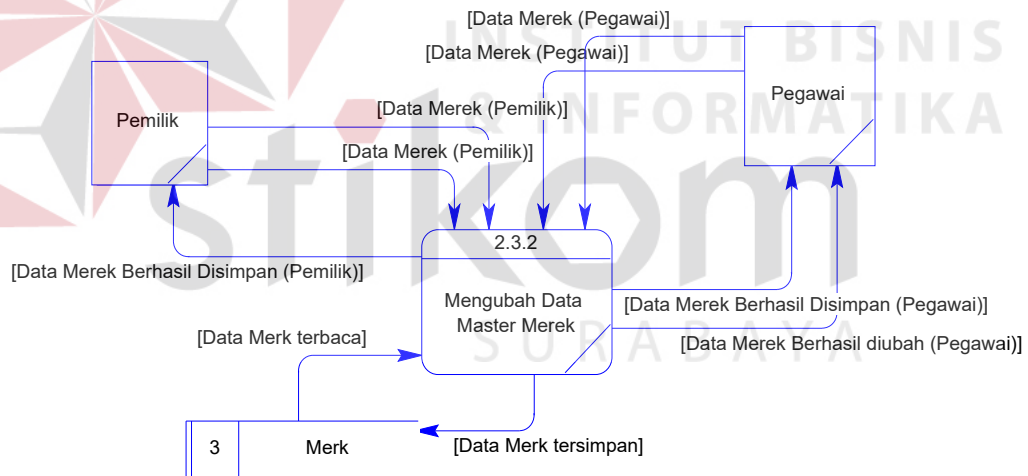 [Data Merek (Pegawai)]
INSTITUT BISNIS
[Data Merek (Pegawai)]
Pegawai
& INFORMATIKA
Pemilik
[Data Merek (Pemilik)]
[Data Merek (Pemilik)]
stikom
2.3.2
[Data Merek Berhasil Disimpan (Pemilik)]
Mengubah Data
Master Merek
[Data Merek Berhasil Disimpan (Pegawai)]
SURABAYA
[Data Merk terbaca]
[Data Merek Berhasil diubah (Pegawai)]
3
Merk
[Data Merk tersimpan]